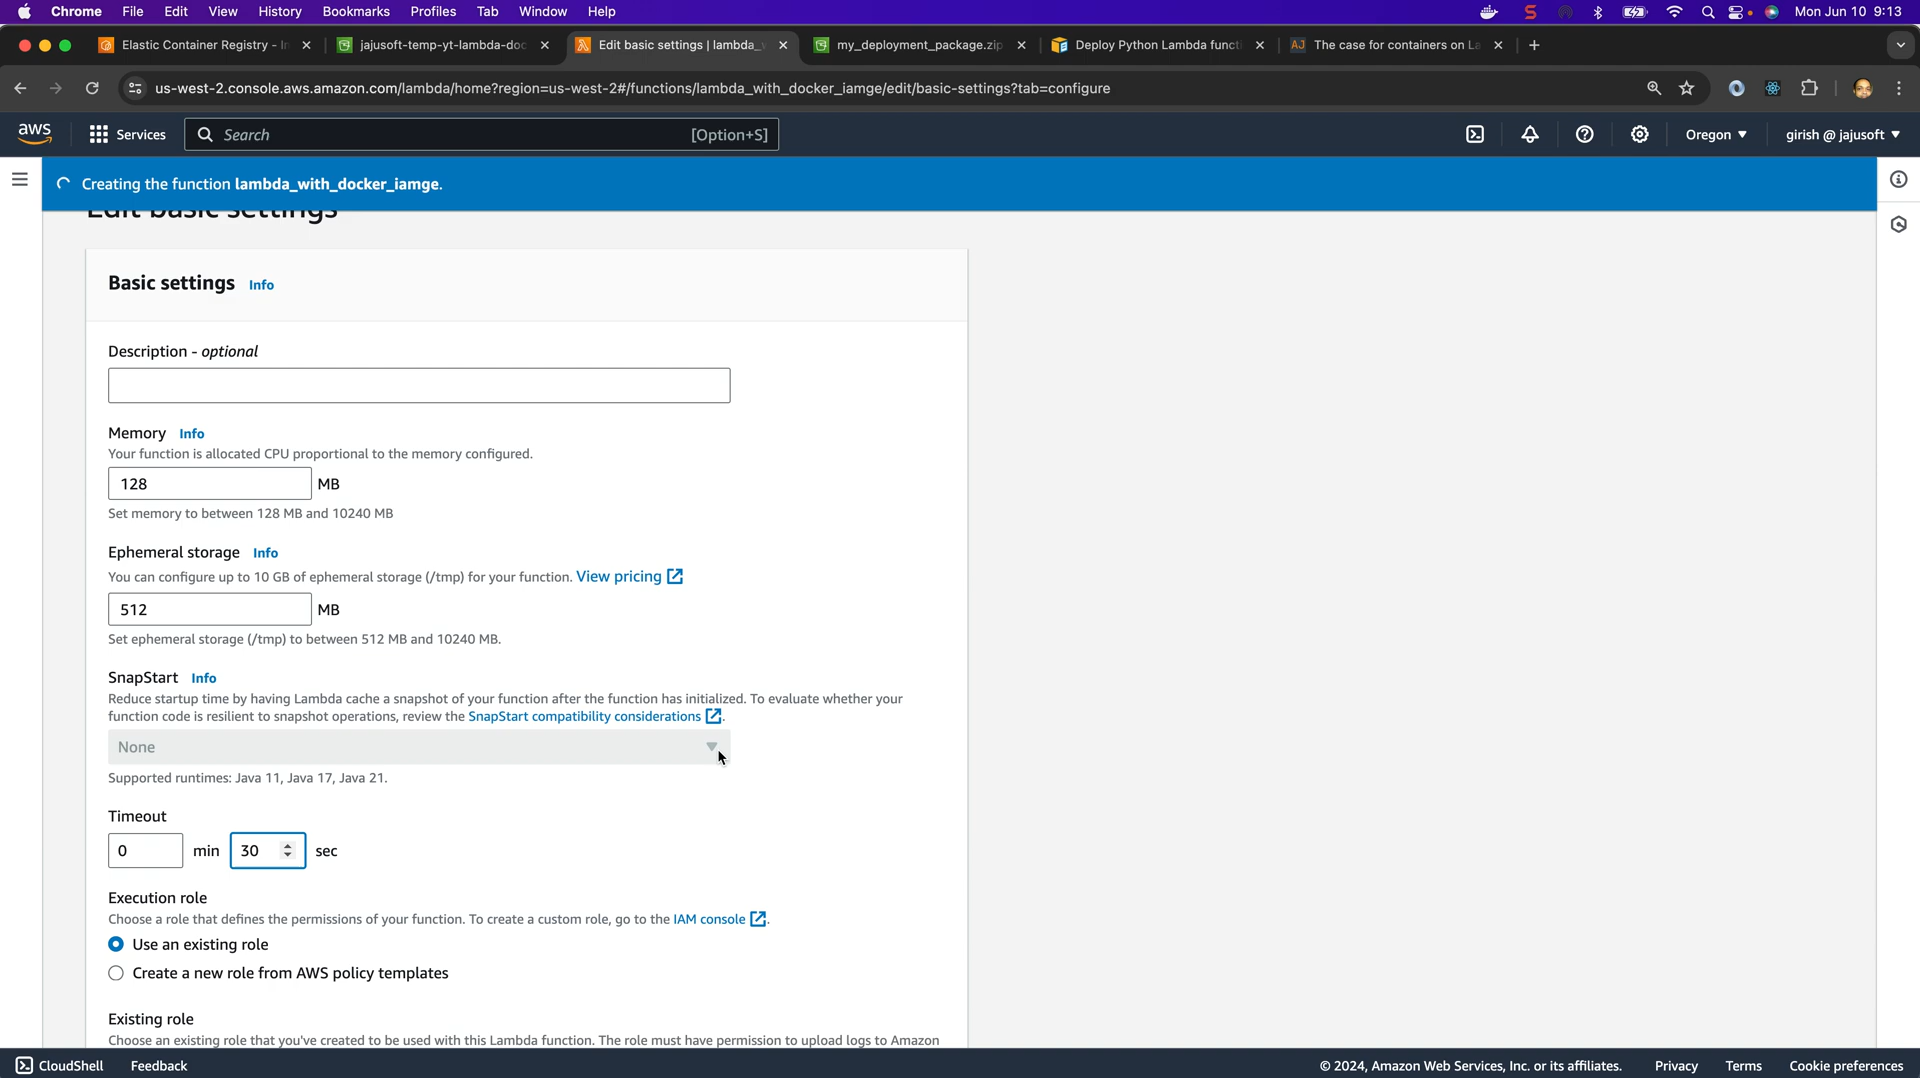 Chrome File Edit View History Bookmarks Profiles Tab Window Help Mon Jun 10 9:13
Elastic Container Registry - jajusoft-temp-yt-lambda-doc Edit basic settings | lambda_ my_deployment_package.zip Deploy Python Lambda functi AJ The case for containers on La
us-west-2.console.aws.amazon.com/lambda/home?region=us-west-2#/functions/lambda_with_docker_iamge/edit/basic-settings?tab=configure
aws Services Search [Option+S] Oregon girish @ jajusoft
Creating the function lambda_with_docker_iamge.
Edit basic settings
Basic settings Info
Description - optional
Memory Info
Your function is allocated CPU proportional to the memory configured.
128 MB
Set memory to between 128 MB and 10240 MB
Ephemeral storage Info
You can configure up to 10 GB of ephemeral storage (/tmp) for your function. View pricing
512 MB
Set ephemeral storage (/tmp) to between 512 MB and 10240 MB.
SnapStart Info
Reduce startup time by having Lambda cache a snapshot of your function after the function has initialized. To evaluate whether your
function code is resilient to snapshot operations, review the SnapStart compatibility considerations.
None
Supported runtimes: Java 11, Java 17, Java 21.
Timeout
0 min 30 sec
Execution role
Choose a role that defines the permissions of your function. To create a custom role, go to the IAM console.
Use an existing role
Create a new role from AWS policy templates
Existing role
Choose an existing role that you've created to be used with this Lambda function. The role must have permission to upload logs to Amazon
CloudShell Feedback © 2024, Amazon Web Services, Inc. or its affiliates. Privacy Terms Cookie preferences